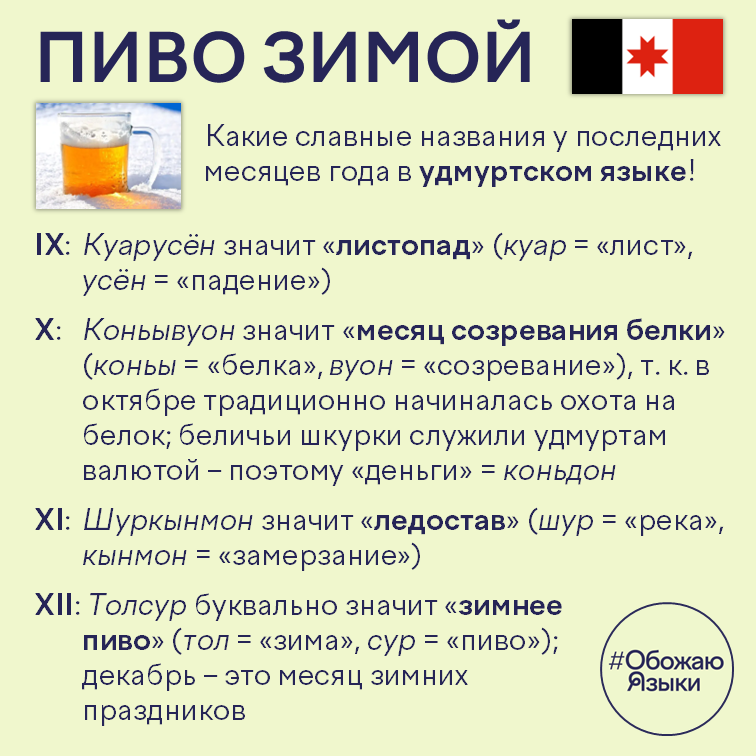 ПИВО ЗИМОЙ
Какие славные названия у последних
месяцев года в удмуртском языке!
IX: Куарусён значит «листопад» (куар = «лист»,
усён = «падение»)
X: Коньывуон значит «месяц созревания белки»
(коньы = «белка», вуон = «созревание»), т. к. в
октябре традиционно начиналась охота на
белок; беличьи шкурки служили удмуртам
валютой – поэтому «деньги» = коньдон
XI: Шуркынмон значит «ледостав» (шур = «река»,
кынмон = «замерзание»)
XII: Толсур буквально значит «зимнее
пиво» (тол = «зима», сур = «пиво»);
декабрь – это месяц зимних
праздников
#Обожаю
Языки